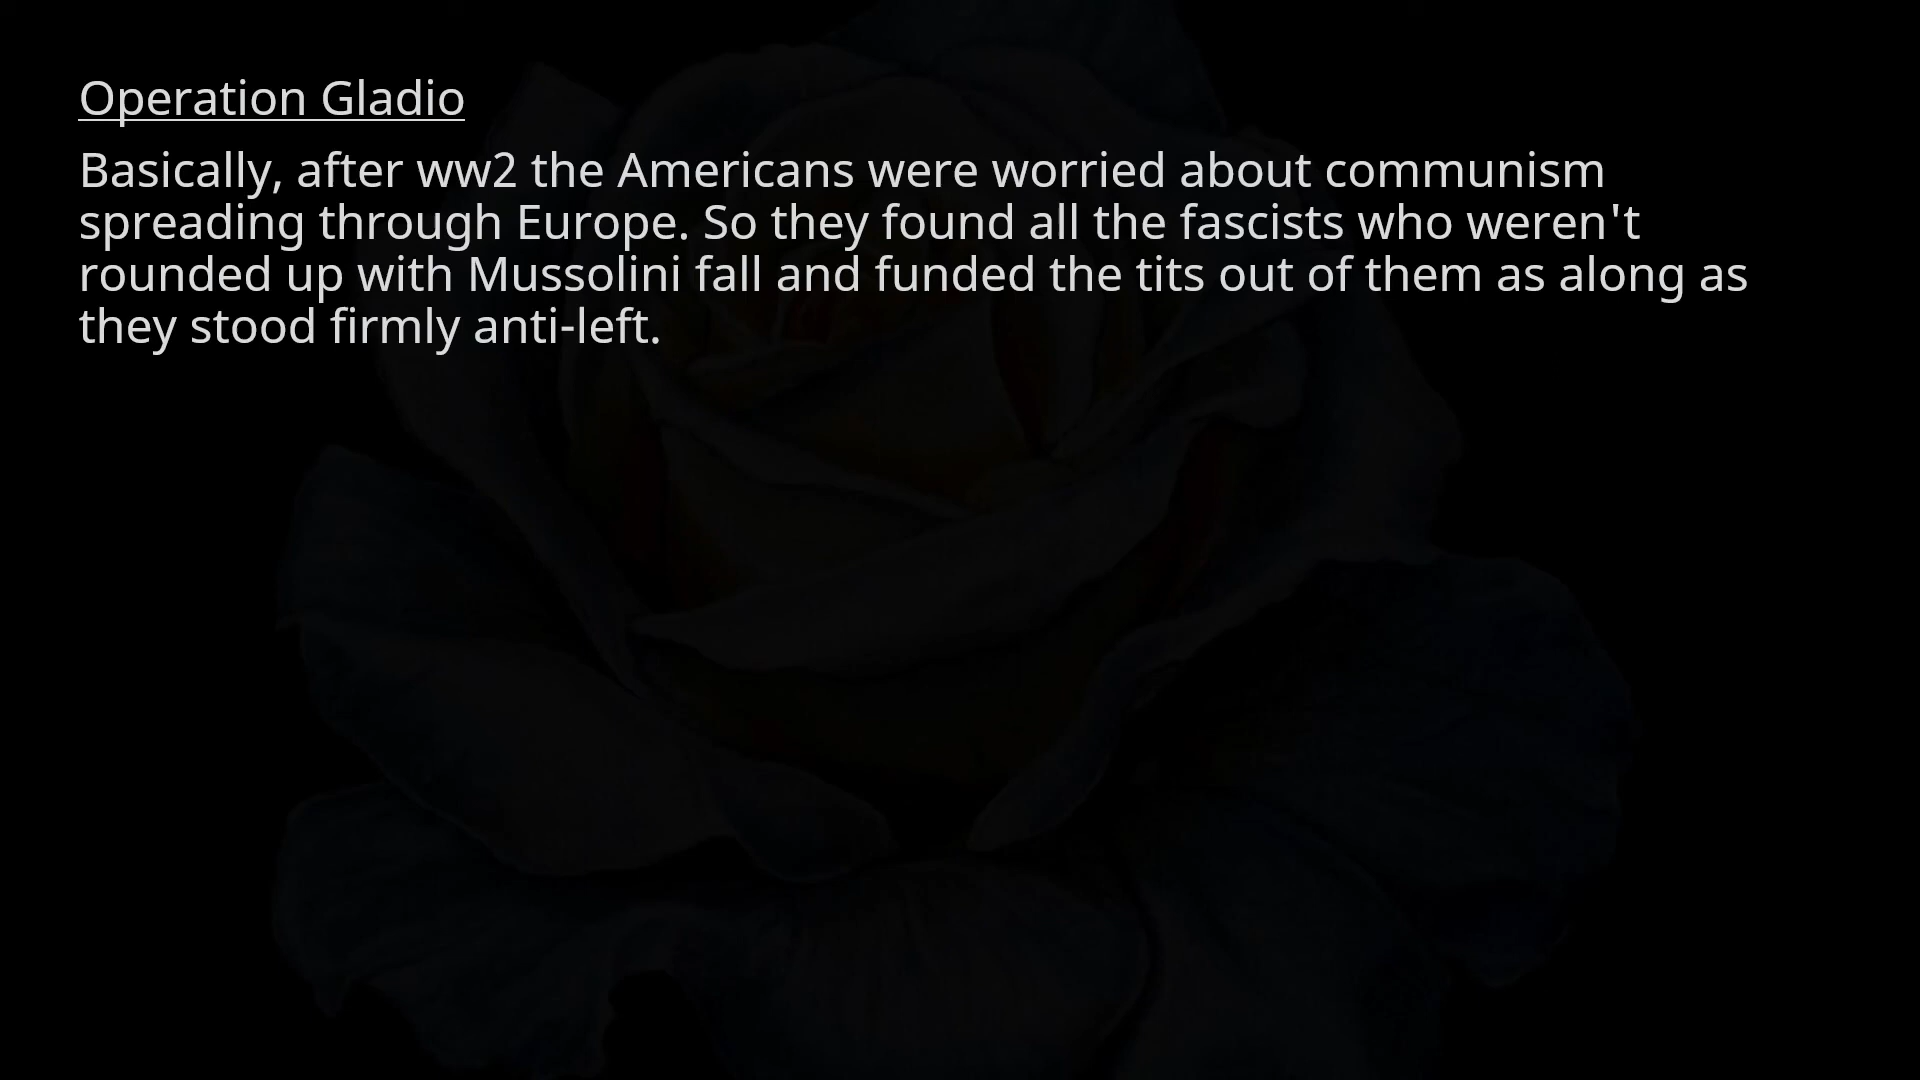 Operation Gladio
Basically, after ww2 the Americans were worried about communism
spreading through Europe. So they found all the fascists who weren't
rounded up with Mussolini fall and funded the tits out of them as along as
they stood firmly anti-left.